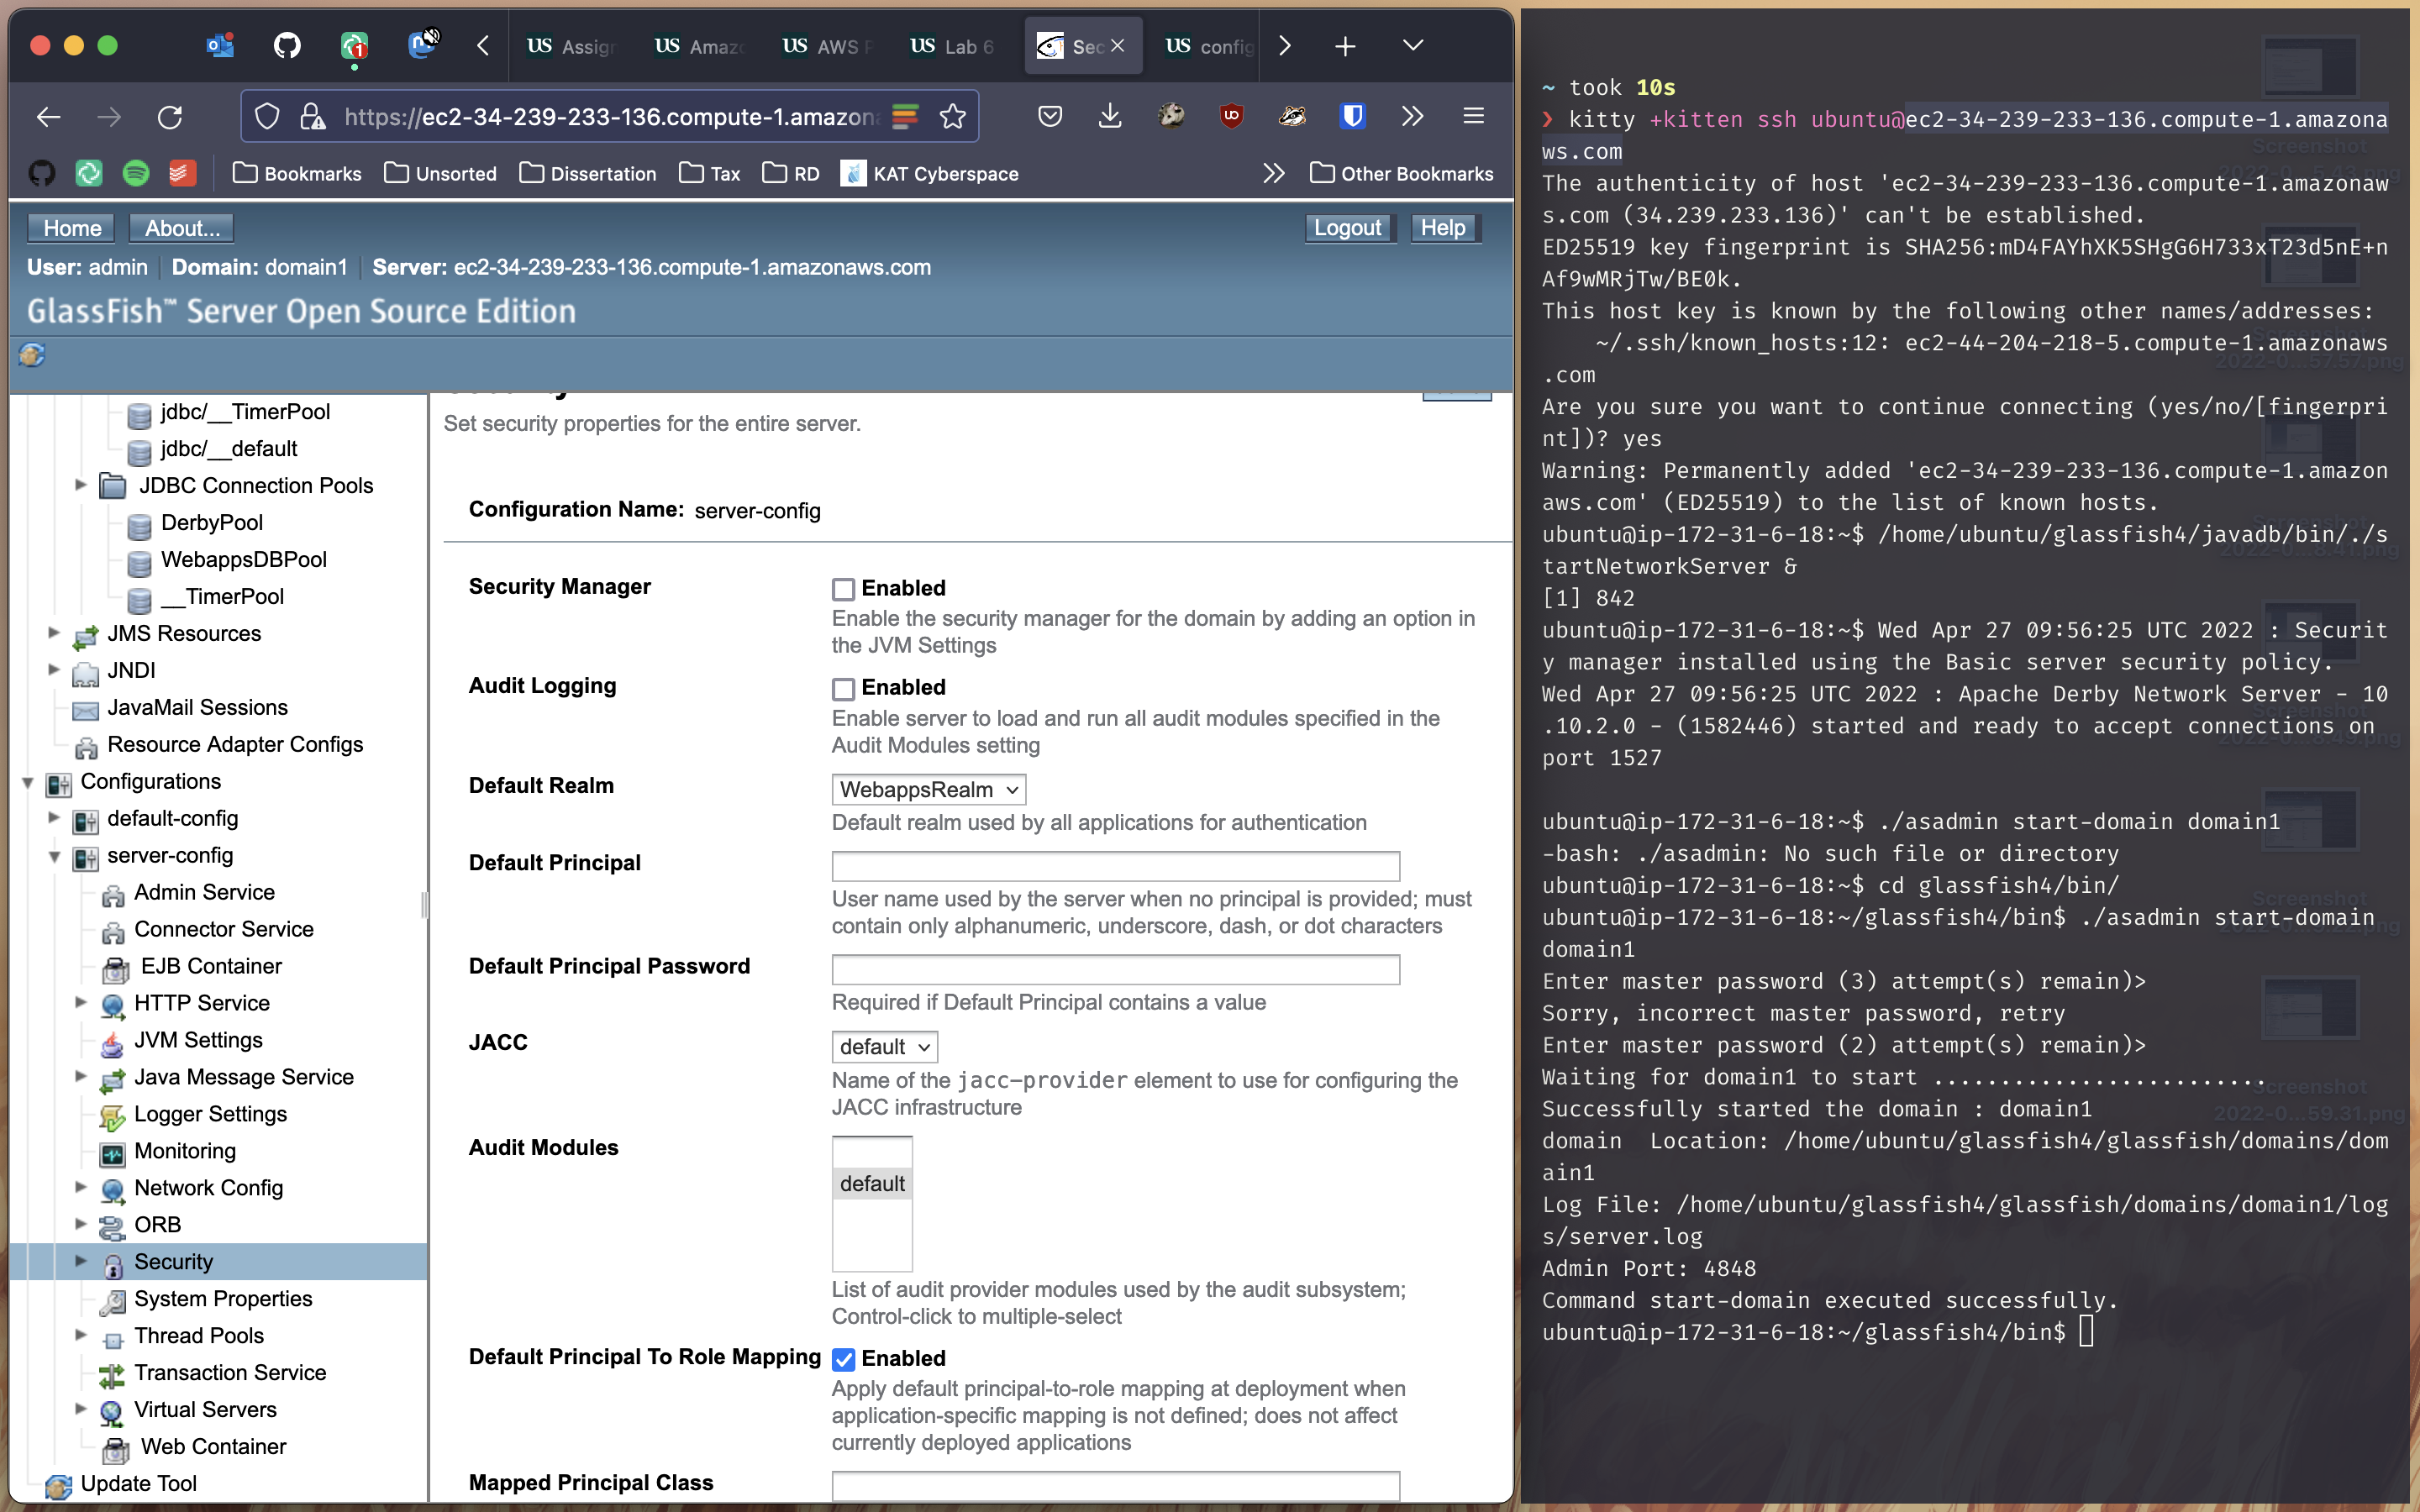 US Assign
US Amazo
US AWS F
US Lab 6
Sec
US config
https://ec2-34-239-233-136.compute-1.amazon
Bookmarks
Unsorted
Dissertation
Tax
RD
KAT Cyberspace
Other Bookmarks
Home
About...
Logout
Help
User: admin Domain: domain1 Server: ec2-34-239-233-136.compute-1.amazonaws.com
GlassFish™ Server Open Source Edition
jdbc/__TimerPool
jdbc/__default
JDBC Connection Pools
DerbyPool
WebappsDBPool
__TimerPool
JMS Resources
JNDI
JavaMail Sessions
Resource Adapter Configs
Configurations
default-config
server-config
Admin Service
Connector Service
EJB Container
HTTP Service
JVM Settings
Java Message Service
Logger Settings
Monitoring
Network Config
ORB
Security
System Properties
Thread Pools
Transaction Service
Virtual Servers
Web Container
Update Tool
Set security properties for the entire server.
Configuration Name: server-config
Security Manager
Enabled
Enable the security manager for the domain by adding an option in
the JVM Settings
Audit Logging
Enabled
Enable server to load and run all audit modules specified in the
Audit Modules setting
Default Realm
WebappsRealm
Default realm used by all applications for authentication
Default Principal
User name used by the server when no principal is provided; must
contain only alphanumeric, underscore, dash, or dot characters
Default Principal Password
Required if Default Principal contains a value
JACC
default
Name of the jacc-provider element to use for configuring the
JACC infrastructure
Audit Modules
default
List of audit provider modules used by the audit subsystem;
Control-click to multiple-select
Default Principal To Role Mapping
Enabled
Apply default principal-to-role mapping at deployment when
application-specific mapping is not defined; does not affect
currently deployed applications
Mapped Principal Class
~ took 10s
❯ kitty +kitten ssh ubuntu@ec2-34-239-233-136.compute-1.amazona
ws.com
The authenticity of host 'ec2-34-239-233-136.compute-1.amazonaw
s.com (34.239.233.136)' can't be established.
ED25519 key fingerprint is SHA256:mD4FAYhXK5SHgG6H733xT23d5nE+n
Af9wMRjTw/BE0k.
This host key is known by the following other names/addresses:
~/.ssh/known_hosts:12: ec2-44-204-218-5.compute-1.amazonaws
.com
Are you sure you want to continue connecting (yes/no/[fingerpri
nt])? yes
Warning: Permanently added 'ec2-34-239-233-136.compute-1.amazon
aws.com' (ED25519) to the list of known hosts.
ubuntu@ip-172-31-6-18:~$ /home/ubuntu/glassfish4/javadb/bin/./s
tartNetworkServer &
[1] 842
ubuntu@ip-172-31-6-18:~$ Wed Apr 27 09:56:25 UTC 2022 : Securit
y manager installed using the Basic server security policy.
Wed Apr 27 09:56:25 UTC 2022 : Apache Derby Network Server - 10
.10.2.0 - (1582446) started and ready to accept connections on
port 1527
ubuntu@ip-172-31-6-18:~$ ./asadmin start-domain domain1
-bash: ./asadmin: No such file or directory
ubuntu@ip-172-31-6-18:~$ cd glassfish4/bin/
ubuntu@ip-172-31-6-18:~/glassfish4/bin$ ./asadmin start-domain
domain1
Enter master password (3) attempt(s) remain)>
Sorry, incorrect master password, retry
Enter master password (2) attempt(s) remain)>
Waiting for domain1 to start .........................
Successfully started the domain : domain1
domain  Location: /home/ubuntu/glassfish4/glassfish/domains/dom
ain1
Log File: /home/ubuntu/glassfish4/glassfish/domains/domain1/log
s/server.log
Admin Port: 4848
Command start-domain executed successfully.
ubuntu@ip-172-31-6-18:~/glassfish4/bin$